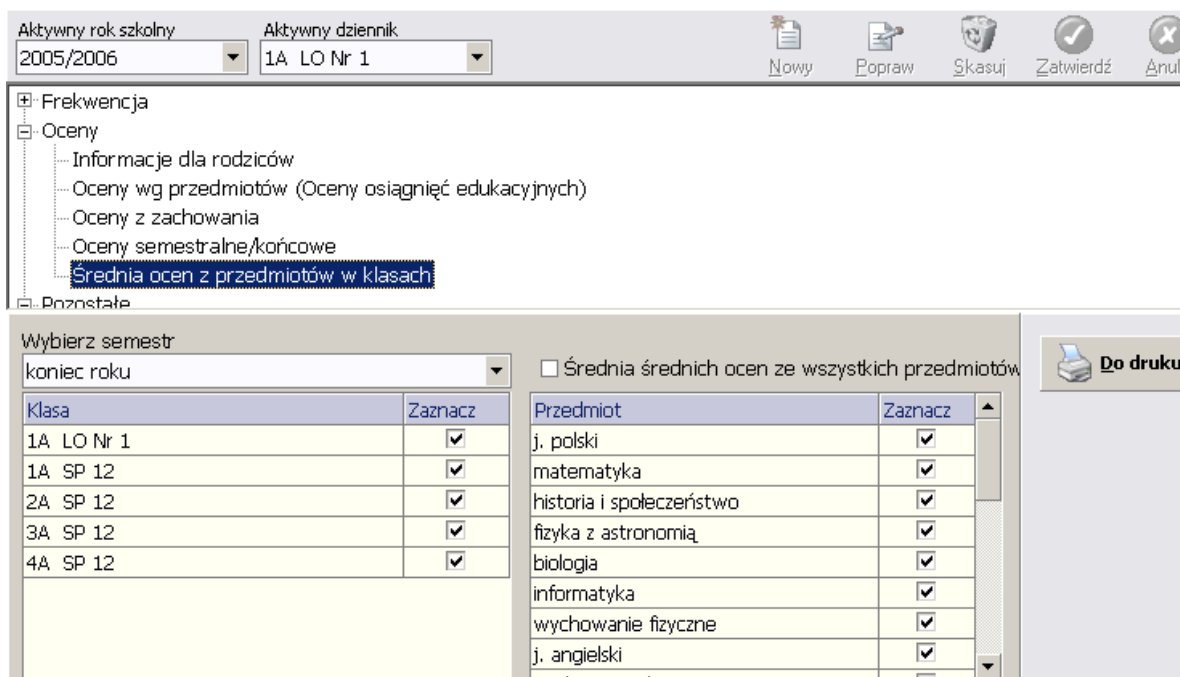 Aktywny rok szkolny Aktywny dziennik
2005/2006 1A LO Nr 1
Nowy Popraw Skasuj Zatwierdź Anul
Frekwencja
Oceny
Informacje dla rodziców
Oceny wg przedmiotów (Oceny osiągnięć edukacyjnych)
Oceny z zachowania
Oceny semestralne/końcowe
Średnia ocen z przedmiotów w klasach
Pozostałe
Wybierz semestr
koniec roku
Średnia średnich ocen ze wszystkich przedmiotów
Do druku
Klasa Zaznacz
1A LO Nr 1
1A SP 12
2A SP 12
3A SP 12
4A SP 12
Przedmiot Zaznacz
j. polski
matematyka
historia i społeczeństwo
fizyka z astronomią
biologia
informatyka
wychowanie fizyczne
j. angielski